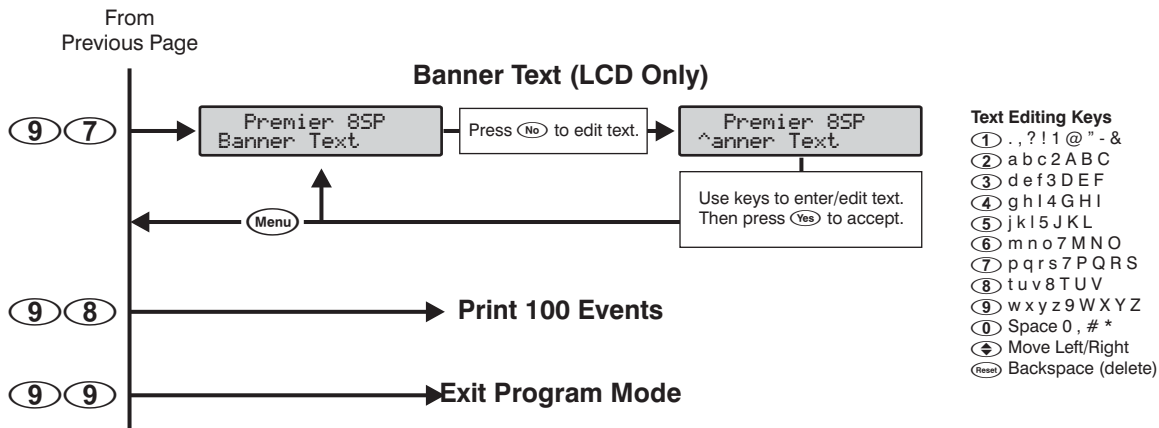 From
Previous Page
Banner Text (LCD Only)
9 7
Premier 8SP
Banner Text
Press No to edit text.
Premier 8SP
^anner Text
Use keys to enter/edit text.
Then press Yes to accept.
Menu
9 8
Print 100 Events
9 9
Exit Program Mode
Text Editing Keys
1 . , ? ! 1 @ " - &
2 a b c 2 A B C
3 d e f 3 D E F
4 g h I 4 G H I
5 j k l 5 J K L
6 m n o 7 M N O
7 p q r s 7 P Q R S
8 t u v 8 T U V
9 w x y z 9 W X Y Z
0 Space 0 , # *
Move Left/Right
Reset Backspace (delete)